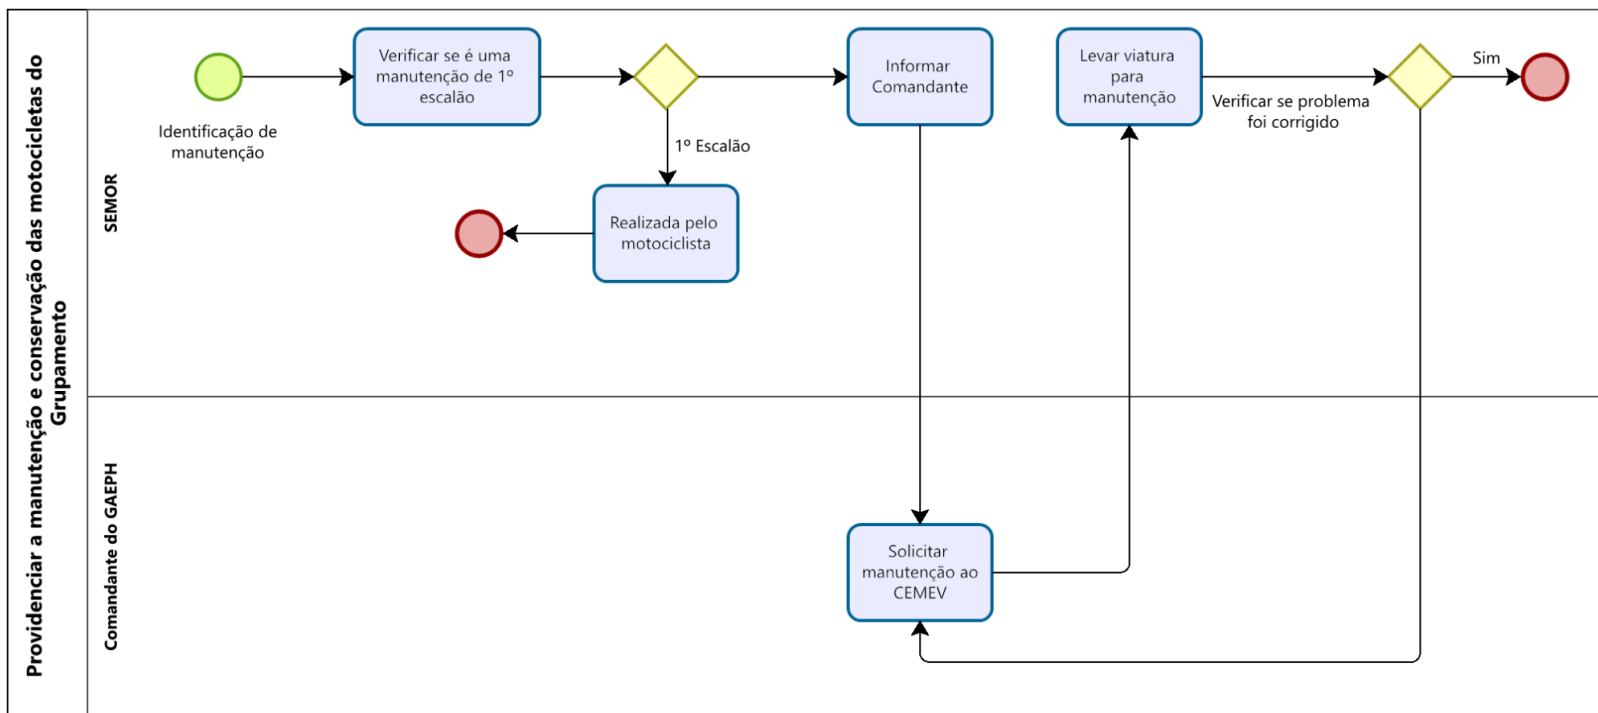 Providenciar a manutenção e conservação das motocicletas do
Grupamento
SEMOR
Identificação de
manutenção
Verificar se é uma
manutenção de 1º
escalão
1º Escalão
Realizada pelo
motociclista
Informar
Comandante
Levar viatura
para
manutenção
Verificar se problema
foi corrigido
Sim
Comandante do GAEPH
Solicitar
manutenção ao
CEMEV